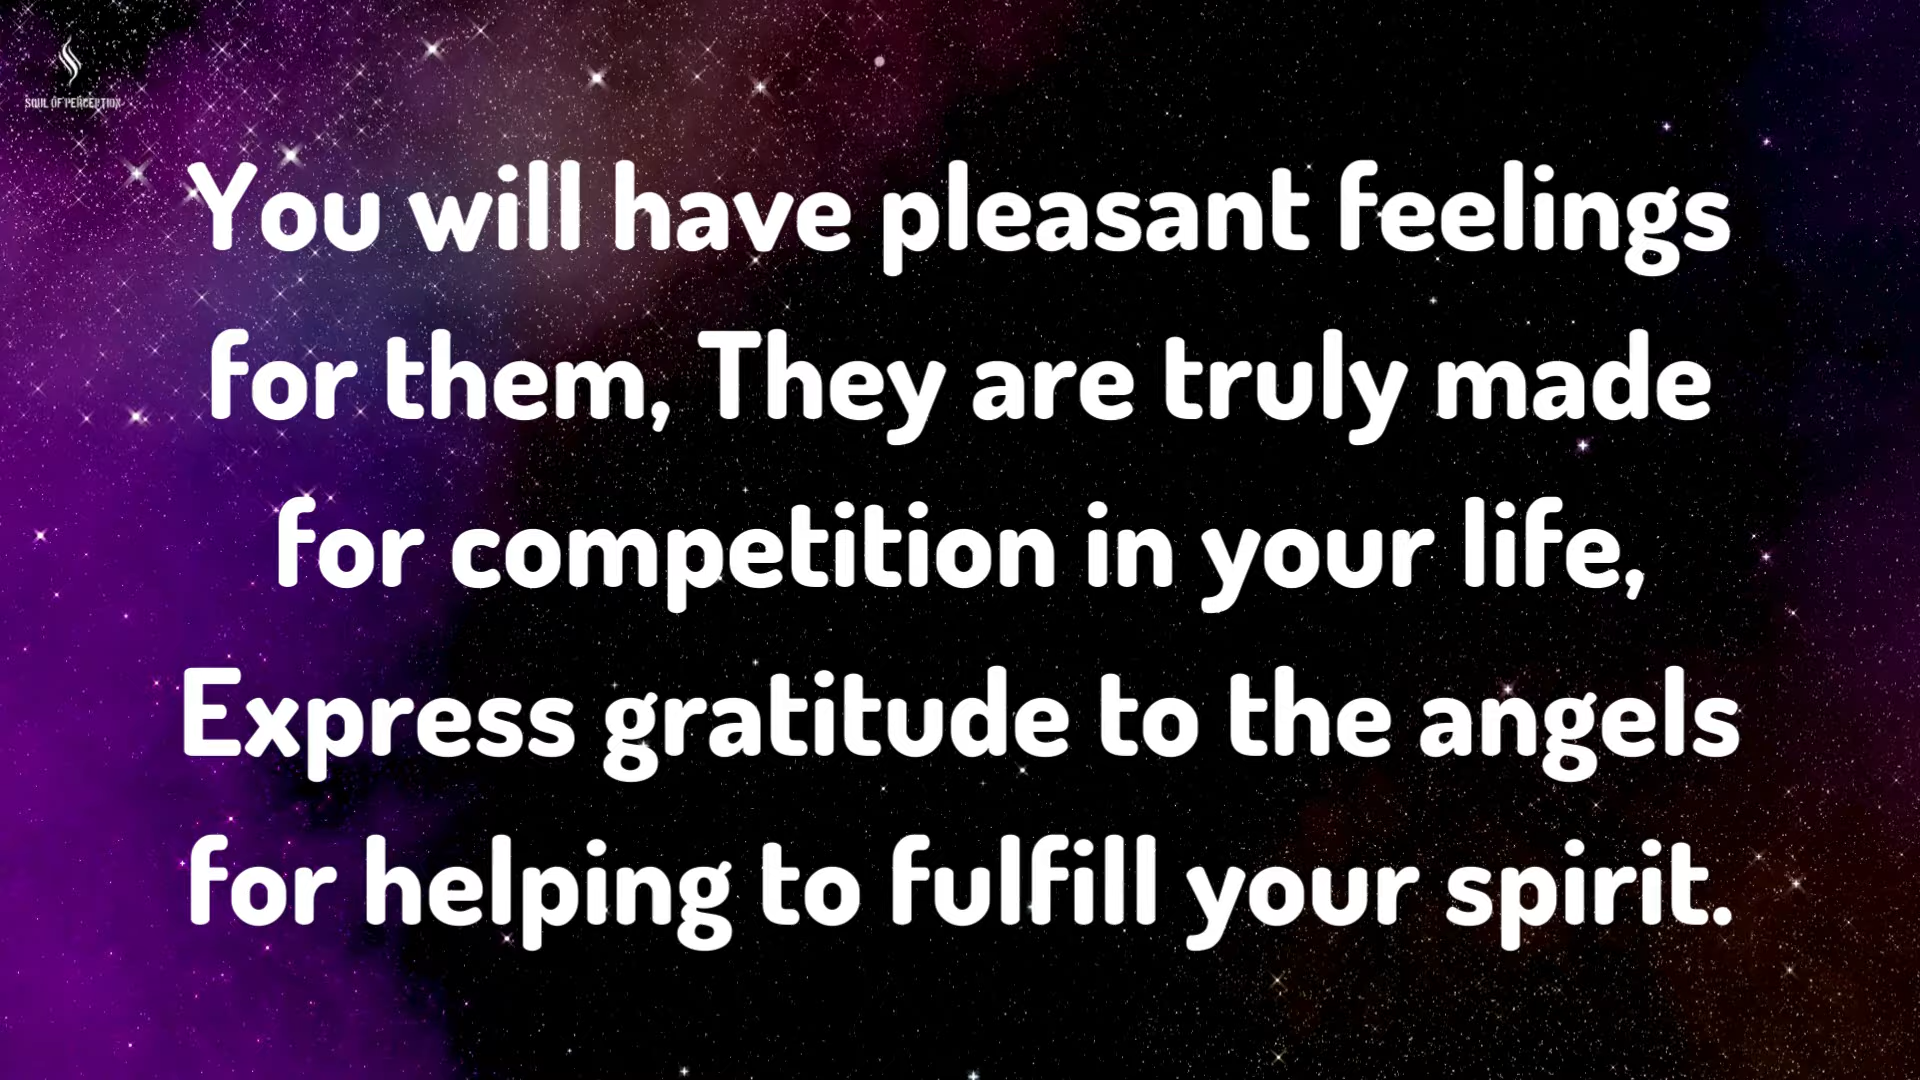 SOUL OF PERCEPTION
You will have pleasant feelings
for them, They are truly made
for competition in your life,
Express gratitude to the angels
for helping to fulfill your spirit.